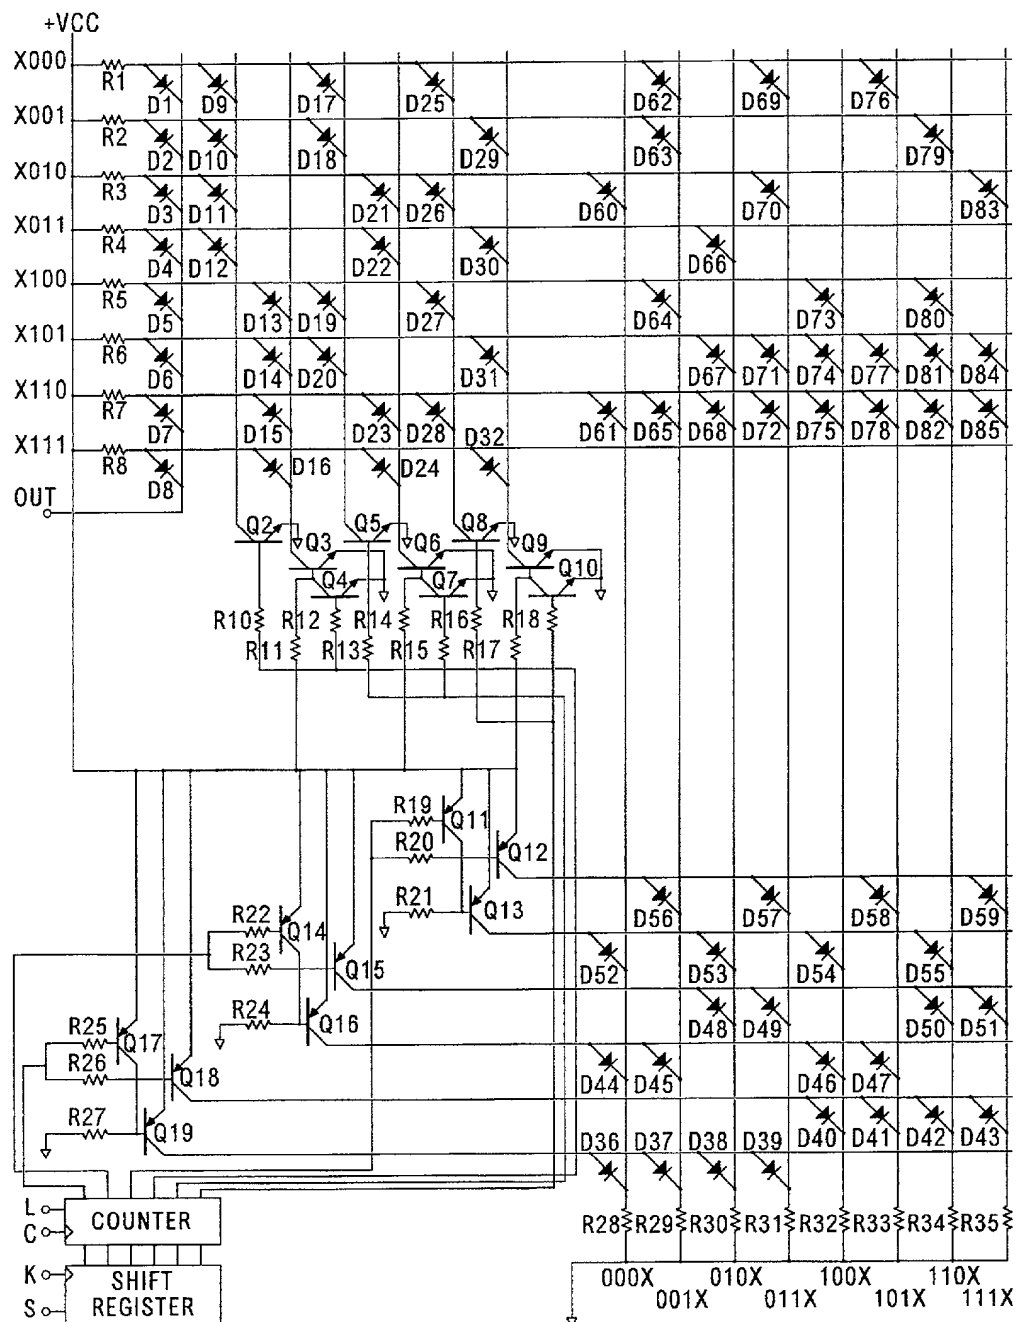 +VCC
X000
R1 D1 D9 D17 D25 D62 D69 D76
X001
R2 D2 D10 D18 D29 D63 D79
X010
R3 D3 D11 D21 D26 D60 D70 D83
X011
R4 D4 D12 D22 D30 D66
X100
R5 D5 D13 D19 D27 D64 D73 D80
X101
R6 D6 D14 D20 D31 D67 D71 D74 D77 D81 D84
X110
R7 D7 D15 D23 D28 D32 D61 D65 D68 D72 D75 D78 D82 D85
X111
R8 D8 D16 D24
OUT
Q2 Q3 Q4 Q5 Q6 Q7 Q8 Q9 Q10
R10 R12 R14 R16 R18
R11 R13 R15 R17
R19 Q11
R20 Q12
R21 Q13 D56 D57 D58 D59
R22 Q14
R23 Q15 D52 D53 D54 D55
R24 Q16 D48 D49 D50 D51
R25 Q17
R26 Q18 D44 D45 D46 D47
R27 Q19 D36 D37 D38 D39 D40 D41 D42 D43
L
C COUNTER
R28 R29 R30 R31 R32 R33 R34 R35
K SHIFT
S REGISTER
000X 010X 100X 110X
001X 011X 101X 111X